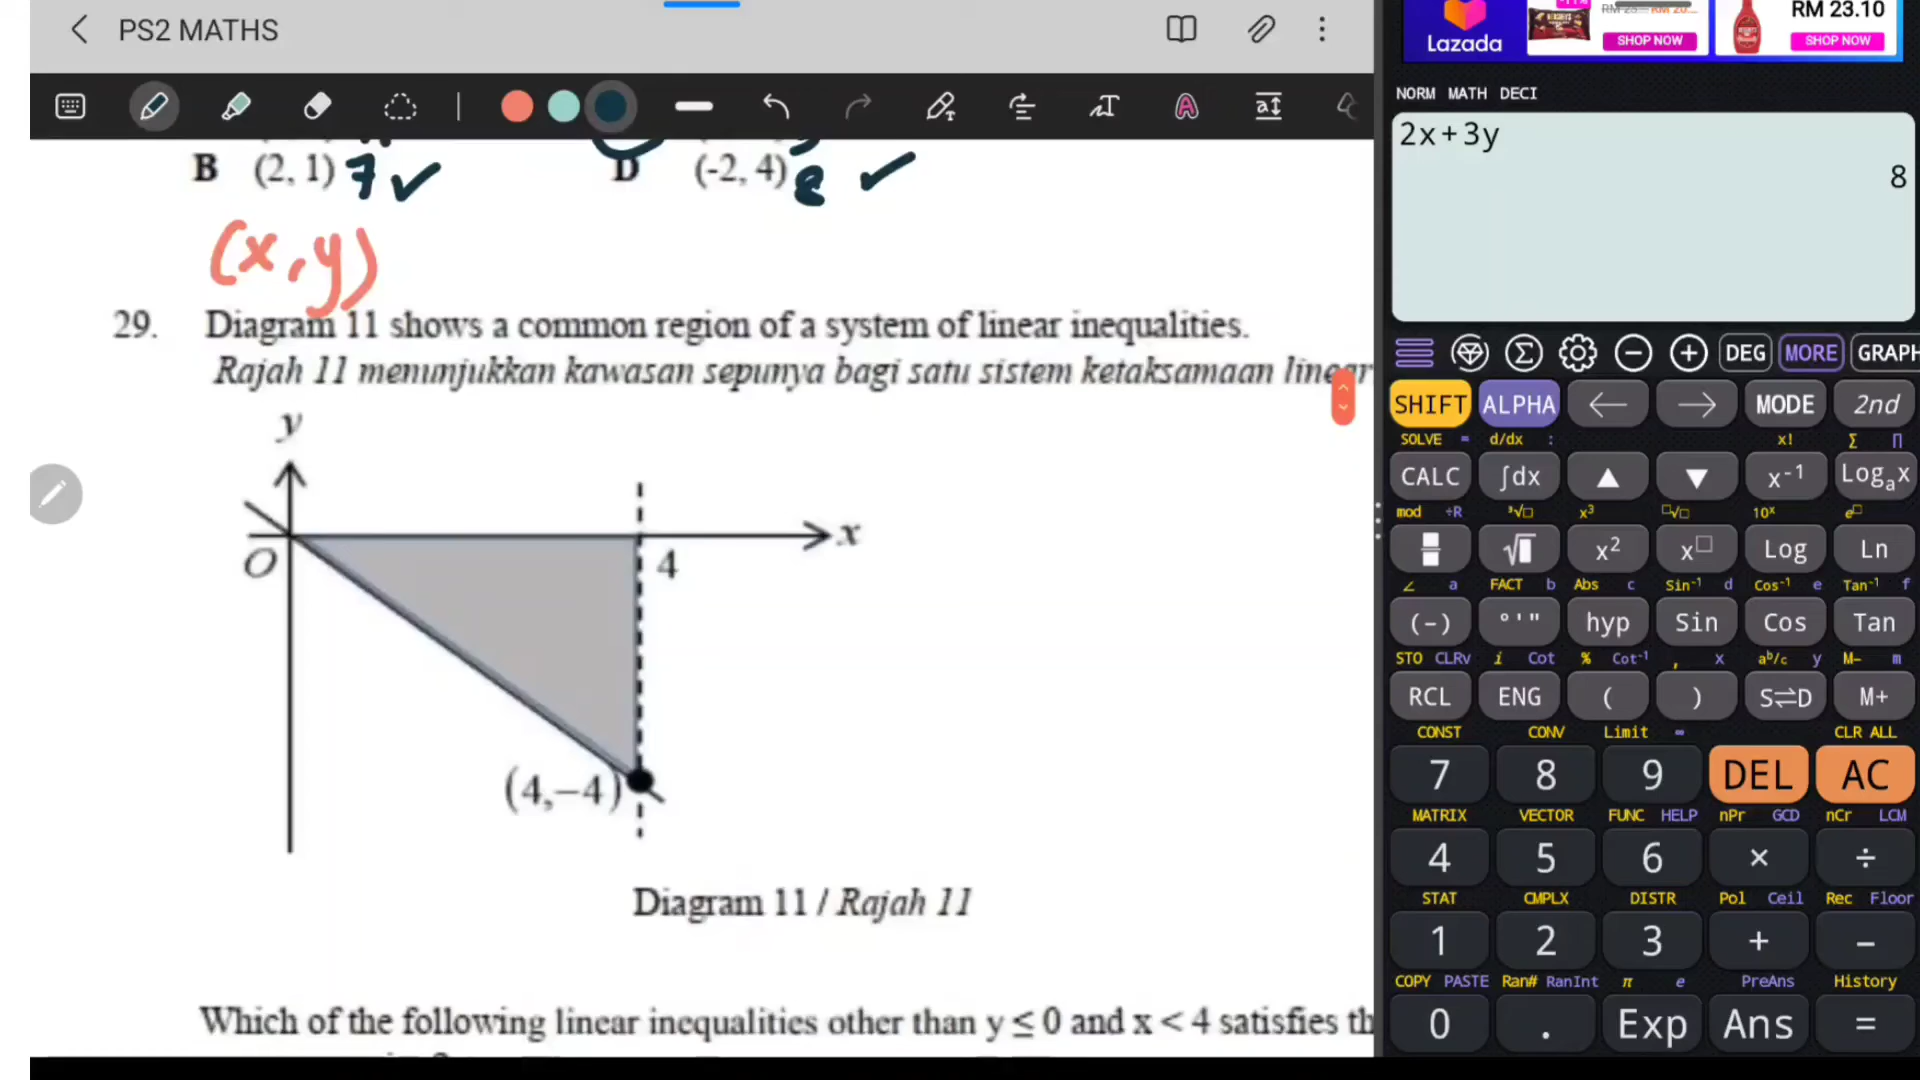 PS2 MATHS
B (2, 1) 7 ✓ D (-2, 4) 8 ✓
(x, y)
29. Diagram 11 shows a common region of a system of linear inequalities.
Rajah 11 menunjukkan kawasan sepunya bagi satu sistem ketaksamaan linear
y
O 4 x
(4,−4)
Diagram 11 / Rajah 11
Which of the following linear inequalities other than y ≤ 0 and x < 4 satisfies th
Lazada
SHOP NOW
RM 23.10
SHOP NOW
NORM MATH DECI
2x+3y
8
DEG MORE GRAPH
SHIFT ALPHA ← → MODE 2nd
SOLVE = d/dx : x! Σ Π
CALC ∫dx ▲ ▼ x⁻¹ Logₐx
mod ÷R ³√□ x³ □√□ 10ˣ e□
√ x² x□ Log Ln
∠ a FACT b Abs c Sin⁻¹ d Cos⁻¹ e Tan⁻¹ f
(−) °'" hyp Sin Cos Tan
STO CLRv i Cot % Cot⁻¹ , x aᵇ/c y M− m
RCL ENG ( ) S⇌D M+
CONST CONV Limit ∞ CLR ALL
7 8 9 DEL AC
MATRIX VECTOR FUNC HELP nPr GCD nCr LCM
4 5 6 × ÷
STAT CMPLX DISTR Pol Ceil Rec Floor
1 2 3 + −
COPY PASTE Ran# RanInt π e PreAns History
0 . Exp Ans =